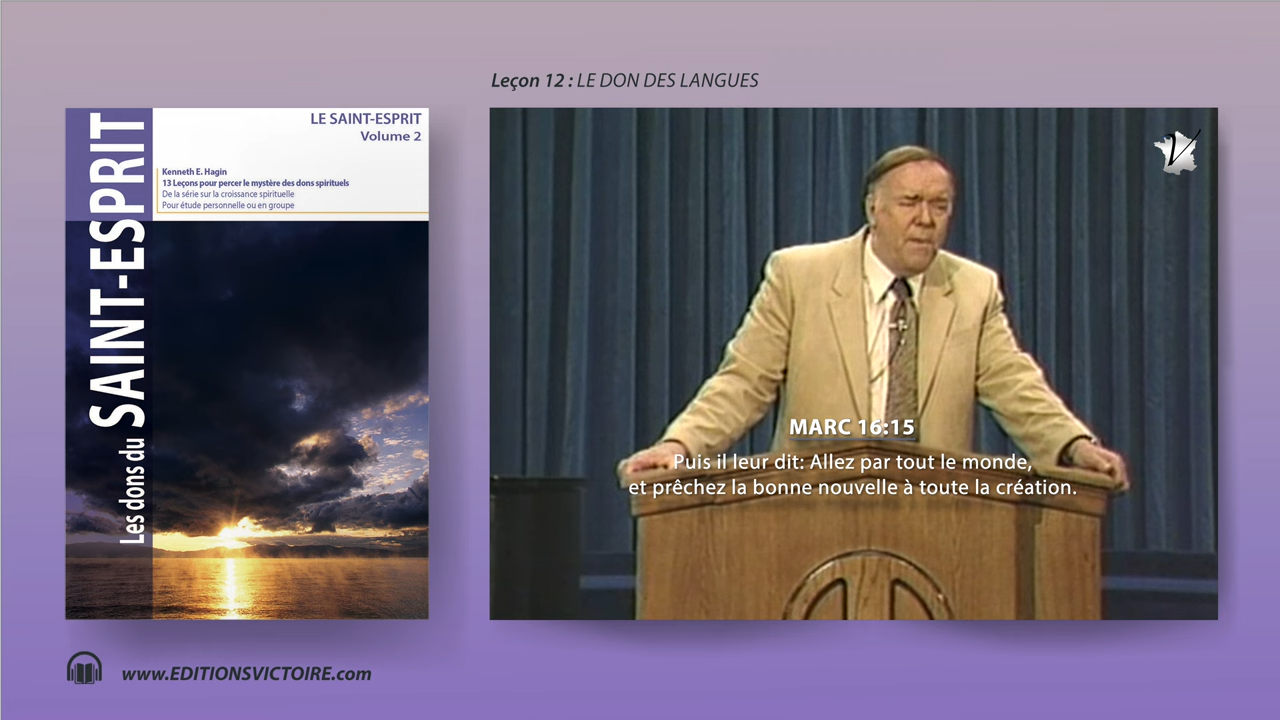 Leçon 12 : LE DON DES LANGUES
LE SAINT-ESPRIT
Volume 2
Kenneth E. Hagin
13 Leçons pour percer le mystère des dons spirituels
De la série sur la croissance spirituelle
Pour étude personnelle ou en groupe
Les dons du SAINT-ESPRIT
V
MARC 16:15
Puis il leur dit: Allez par tout le monde,
et prêchez la bonne nouvelle à toute la création.
www.EDITIONSVICTOIRE.com